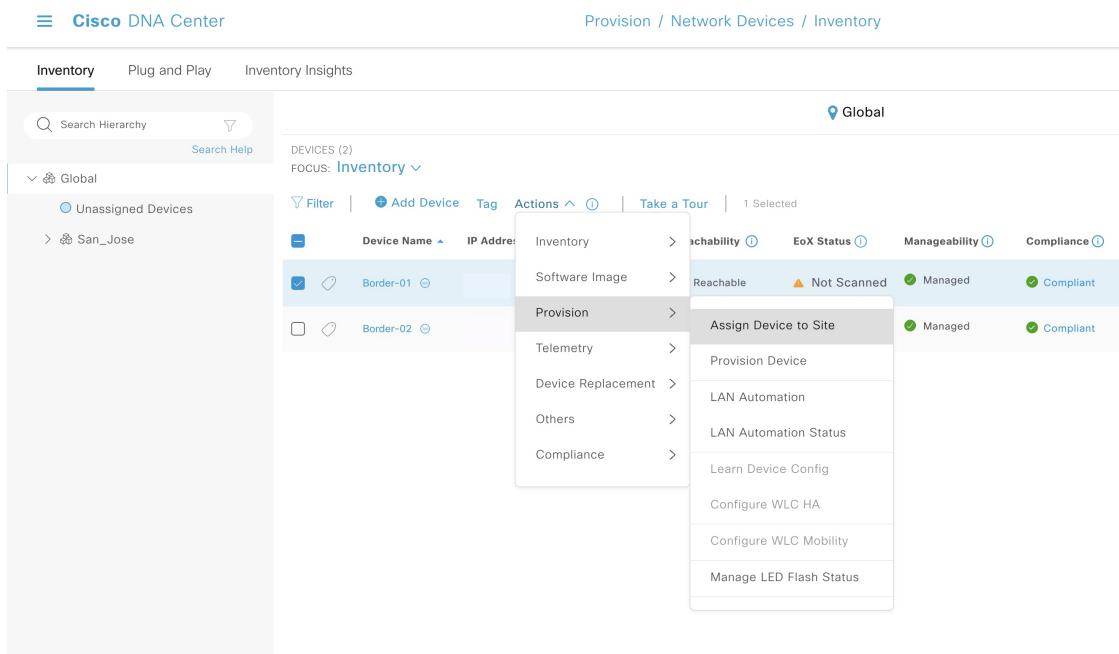 Cisco DNA Center
Provision / Network Devices / Inventory
Inventory Plug and Play Inventory Insights
Search Hierarchy
Search Help
Global
Unassigned Devices
San_Jose
Global
DEVICES (2)
FOCUS: Inventory
Filter Add Device Tag Actions Take a Tour 1 Selected
Device Name IP Addres achability EoX Status Manageability Compliance
Border-01 Reachable Not Scanned Managed Compliant
Border-02 Managed Compliant
Inventory
Software Image
Provision
Telemetry
Device Replacement
Others
Compliance
Assign Device to Site
Provision Device
LAN Automation
LAN Automation Status
Learn Device Config
Configure WLC HA
Configure WLC Mobility
Manage LED Flash Status